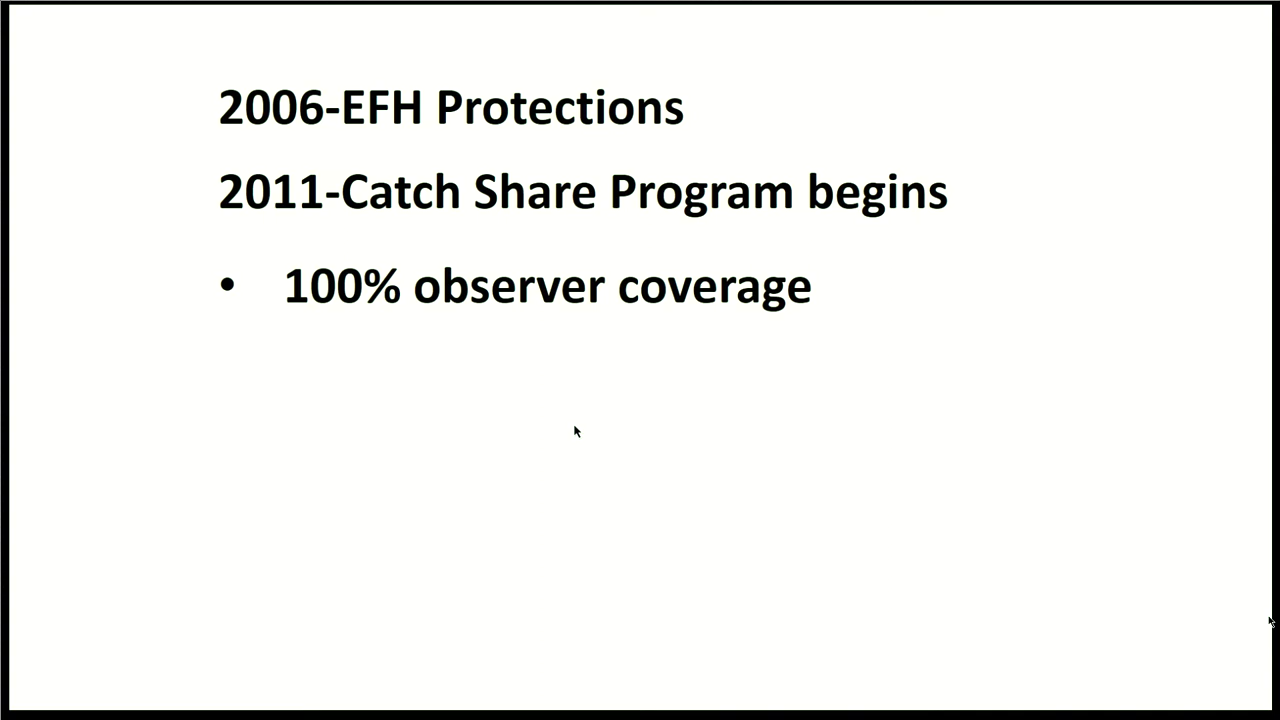 2006-EFH Protections
2011-Catch Share Program begins
• 100% observer coverage